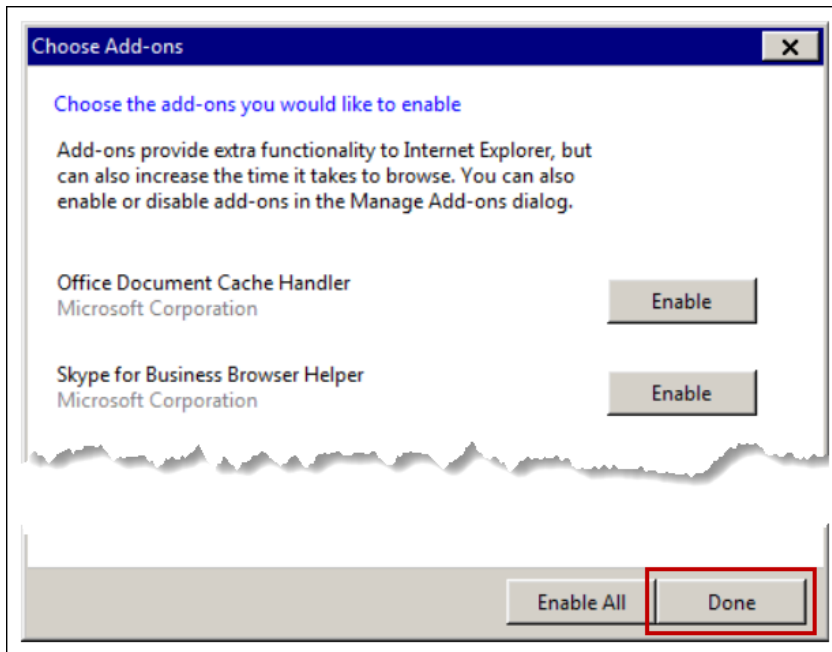 Choose Add-ons
Choose the add-ons you would like to enable
Add-ons provide extra functionality to Internet Explorer, but
can also increase the time it takes to browse. You can also
enable or disable add-ons in the Manage Add-ons dialog.
Office Document Cache Handler
Microsoft Corporation
Enable
Skype for Business Browser Helper
Microsoft Corporation
Enable
Enable All
Done